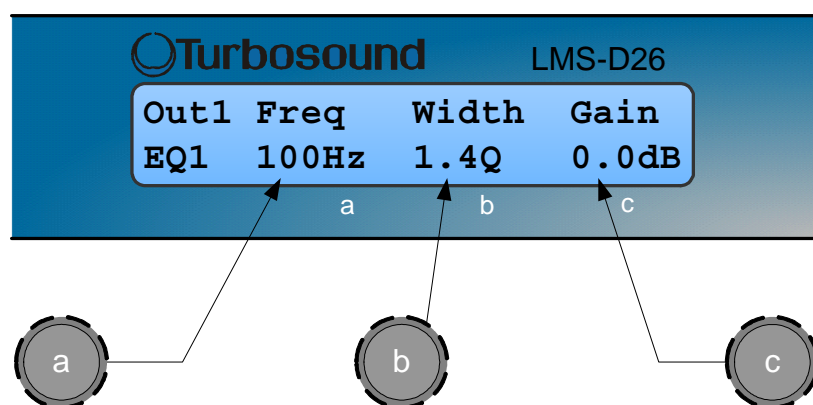 Turbosound LMS-D26
Out1 Freq Width Gain
EQ1 100Hz 1.4Q 0.0dB
a b c
a b c